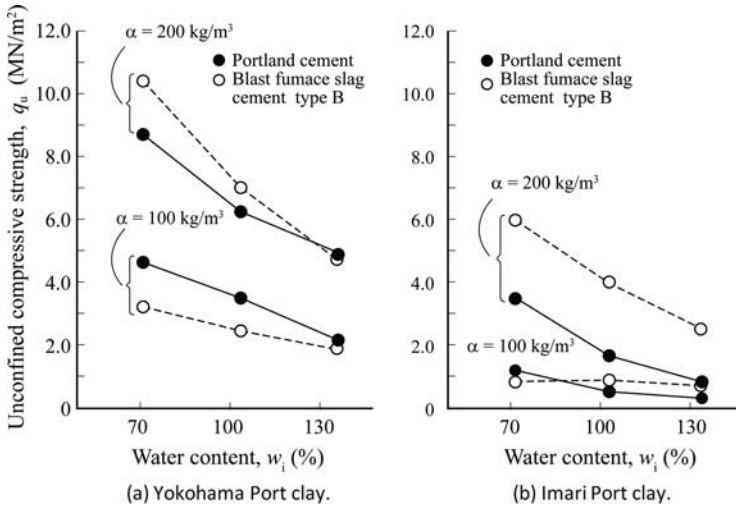 Unconfined compressive strength, qu (MN/m²)
12.0
10.0
8.0
6.0
4.0
2.0
0
α = 200 kg/m³
Portland cement
Blast fumace slag
cement type B
α = 100 kg/m³
70
100
130
Water content, wi (%)
(a) Yokohama Port clay.
12.0
10.0
8.0
6.0
4.0
2.0
0
Portland cement
Blast fumace slag
cement type B
α = 200 kg/m³
α = 100 kg/m³
70
100
130
Water content, wi (%)
(b) Imari Port clay.